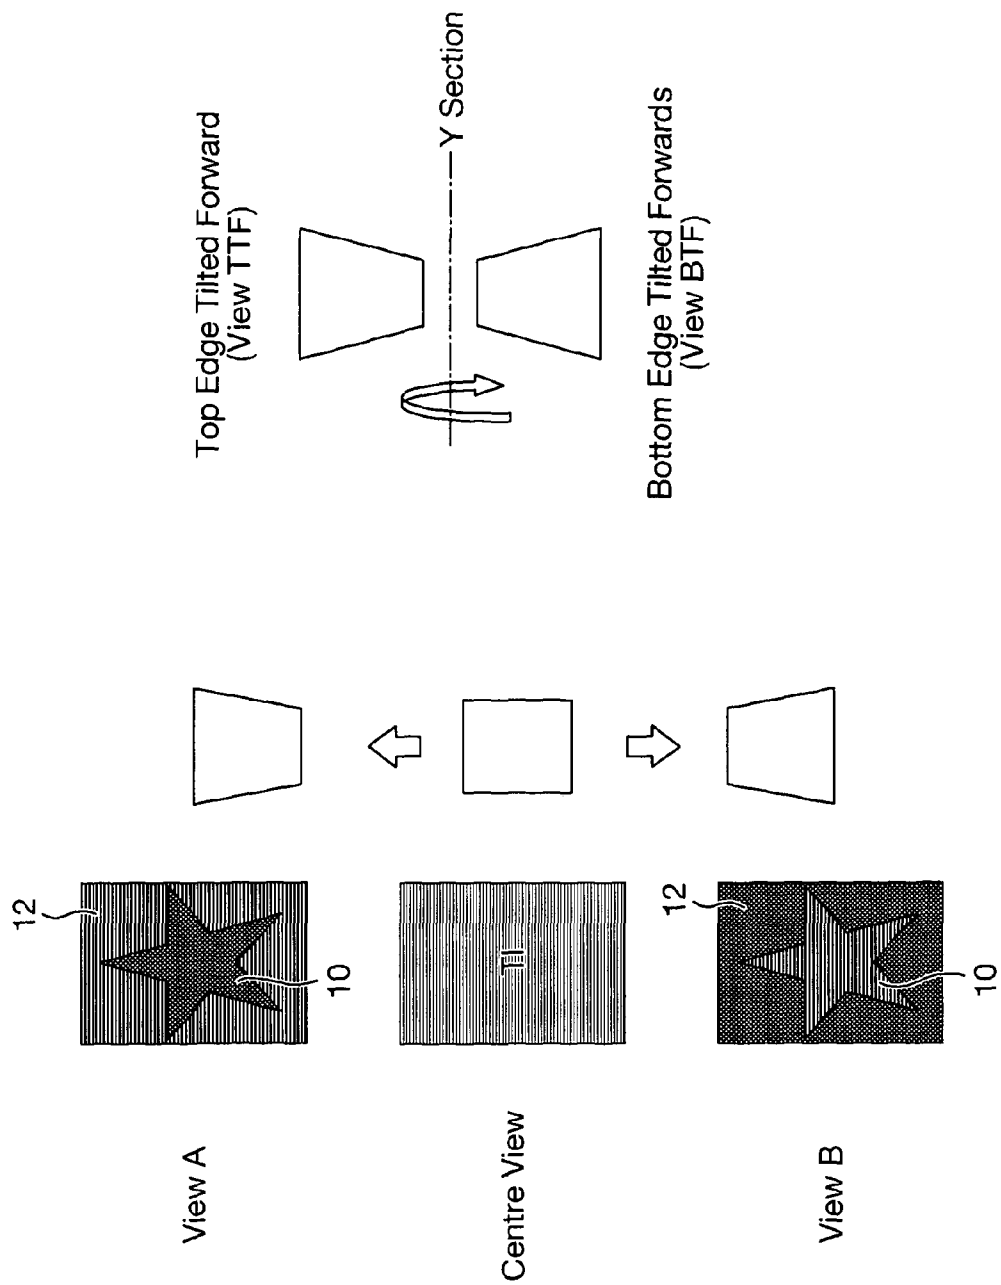 View A
12
10
Top Edge Tilted Forward
(View TTF)
Centre View
Y Section
View B
12
10
Bottom Edge Tilted Forwards
(View BTF)